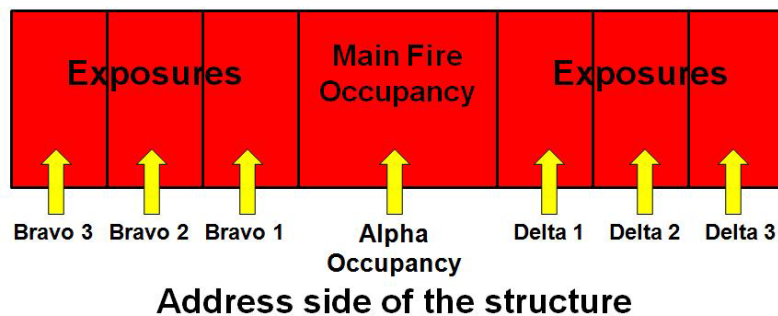 Exposures
Main Fire
Occupancy
Exposures
Bravo 3 Bravo 2 Bravo 1
Alpha
Occupancy
Delta 1 Delta 2 Delta 3
Address side of the structure